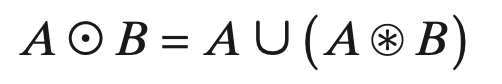 A ⊙ B = A ∪ (A ⊛ B)